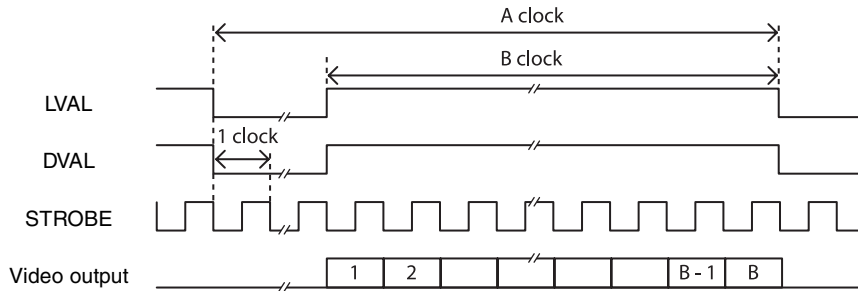 A clock
B clock
LVAL
1 clock
DVAL
STROBE
Video output
1
2
B - 1
B